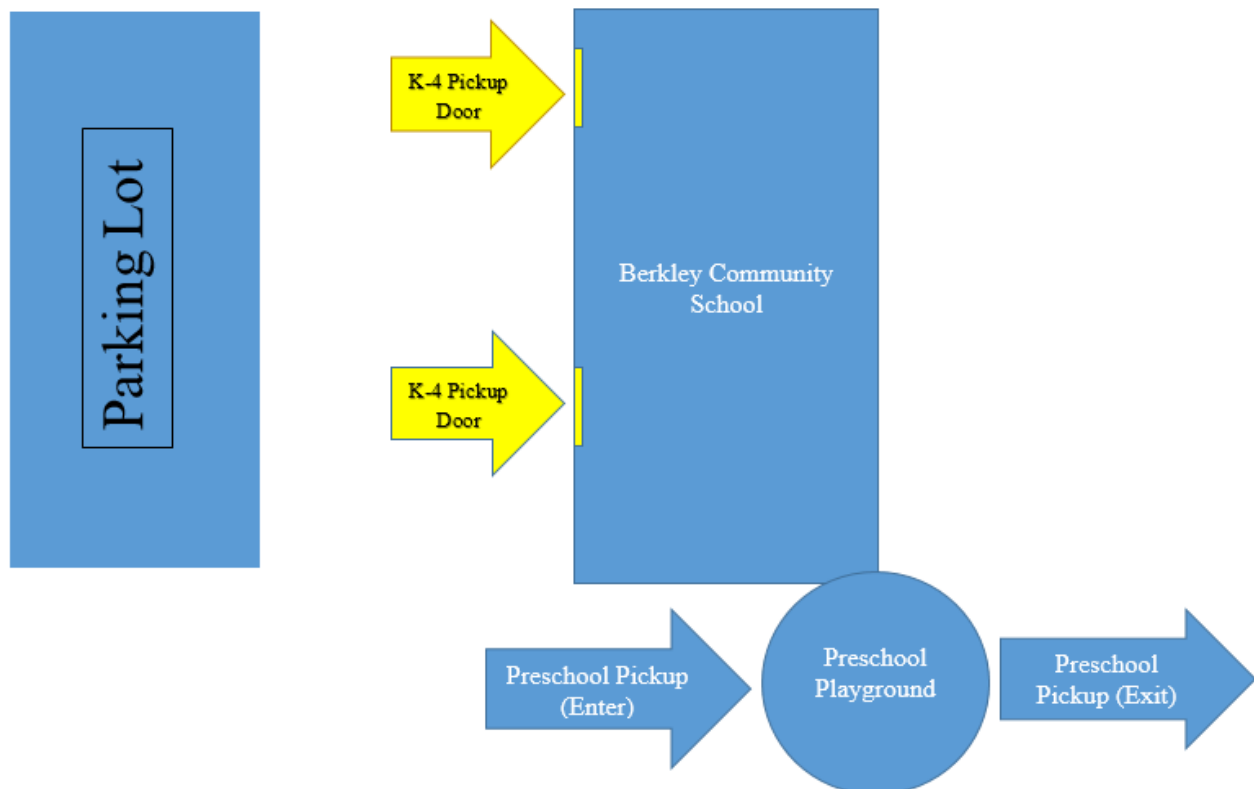 Parking Lot
K-4 Pickup
Door
Berkley Community
School
K-4 Pickup
Door
Preschool Pickup
(Enter)
Preschool
Playground
Preschool
Pickup (Exit)